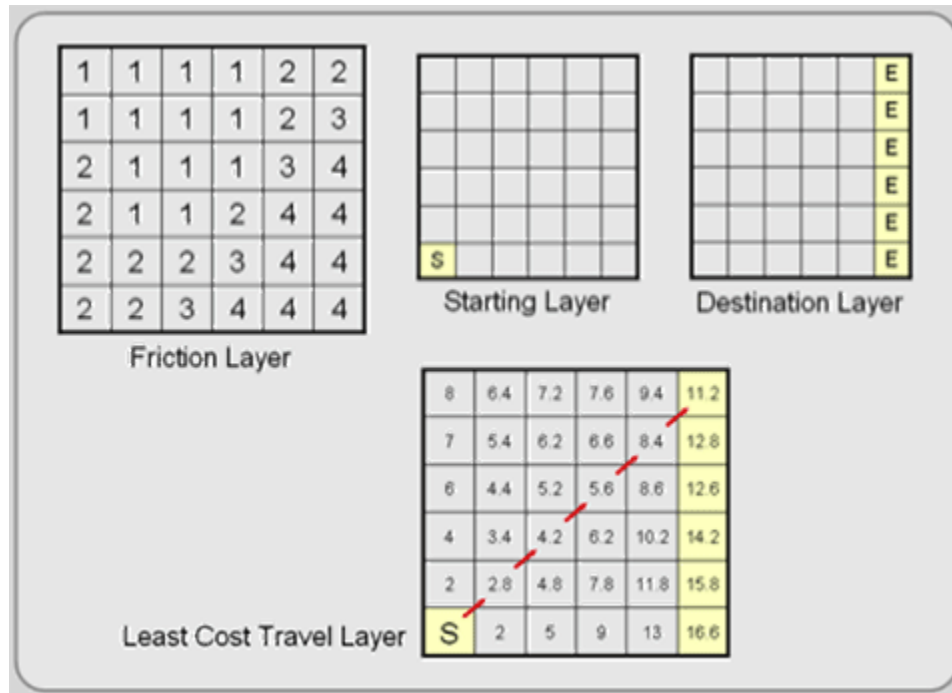 1 1 1 1 2 2
1 1 1 1 2 3
2 1 1 1 3 4
2 1 1 2 4 4
2 2 2 3 4 4
2 2 3 4 4 4
Friction Layer
S
Starting Layer
E
E
E
E
E
E
Destination Layer
8 6.4 7.2 7.6 9.4 11.2
7 5.4 6.2 6.6 8.4 12.8
6 4.4 5.2 5.6 8.6 12.6
4 3.4 4.2 6.2 10.2 14.2
2 2.8 4.8 7.8 11.8 15.8
S 2 5 9 13 16.6
Least Cost Travel Layer